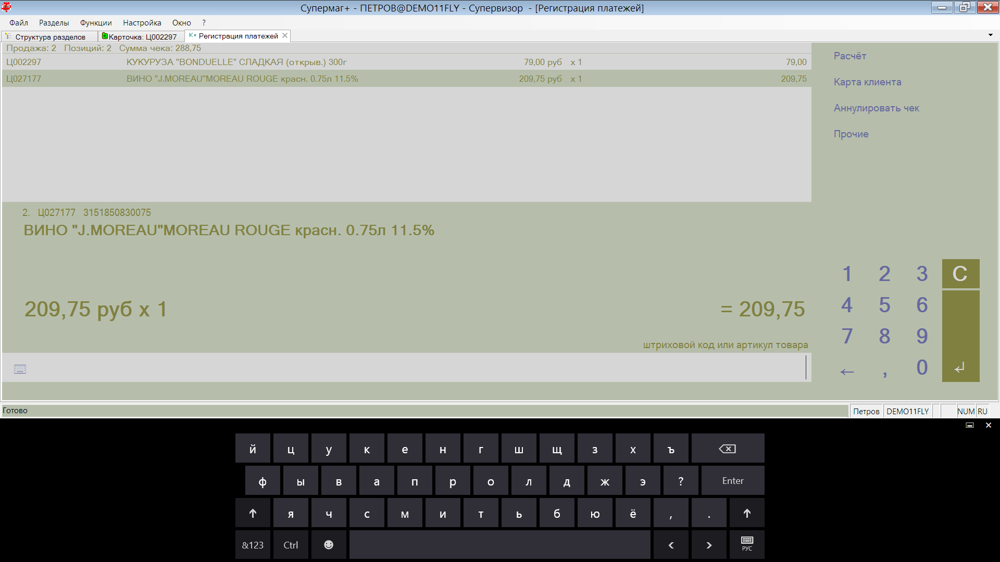 Супермаг+ - ПЕТРОВ@DEMO11FLY - Супервизор - [Регистрация платежей]
Файл Разделы Функции Настройка Окно ?
Структура разделов Карточка: Ц002297 К+ Регистрация платежей
Продажа: 2 Позиций: 2 Сумма чека: 288,75
Ц002297 КУКУРУЗА "BONDUELLE" СЛАДКАЯ (открыв.) 300г 79,00 руб x 1 79,00
Ц027177 ВИНО "J.MOREAU"MOREAU ROUGE красн. 0.75л 11.5% 209,75 руб x 1 209,75
Расчёт
Карта клиента
Аннулировать чек
Прочие
2. Ц027177 3151850830075
ВИНО "J.MOREAU"MOREAU ROUGE красн. 0.75л 11.5%
209,75 руб x 1 = 209,75
штриховой код или артикул товара
1 2 3 C
4 5 6
7 8 9
← , 0 ↵
Готово Петров DEMO11FLY NUM RU
й ц у к е н г ш щ з х ъ
ф ы в а п р о л д ж э ? Enter
я ч с м и т ь б ю ё , .
&123 Ctrl < > РУС